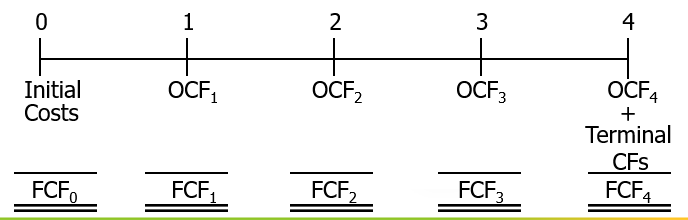 0 1 2 3 4
Initial OCF₁ OCF₂ OCF₃ OCF₄
Costs +
Terminal
CFs
FCF₀ FCF₁ FCF₂ FCF₃ FCF₄